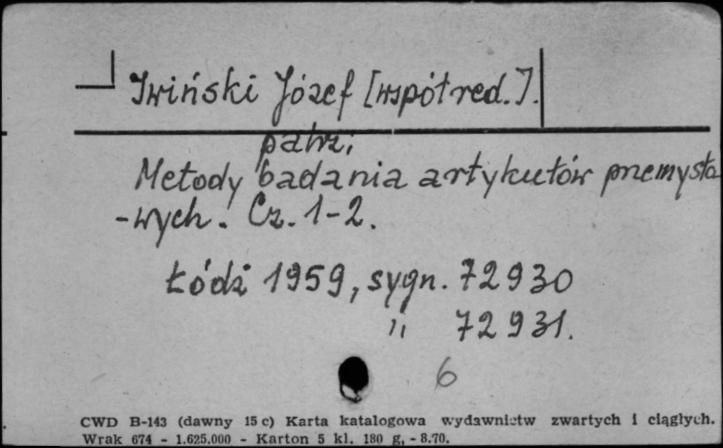 Iwiński Józef [współred.].
patrz:
Metody badania artykułów przemysło
-wych. Cz. 1-2.
Łódź 1959, sygn. 72930
" 72931.
6
CWD B-143 (dawny 15 c) Karta katalogowa wydawnictw zwartych i ciągłych.
Wrak 674 - 1.625.000 - Karton 5 kl. 180 g, - 8.70.